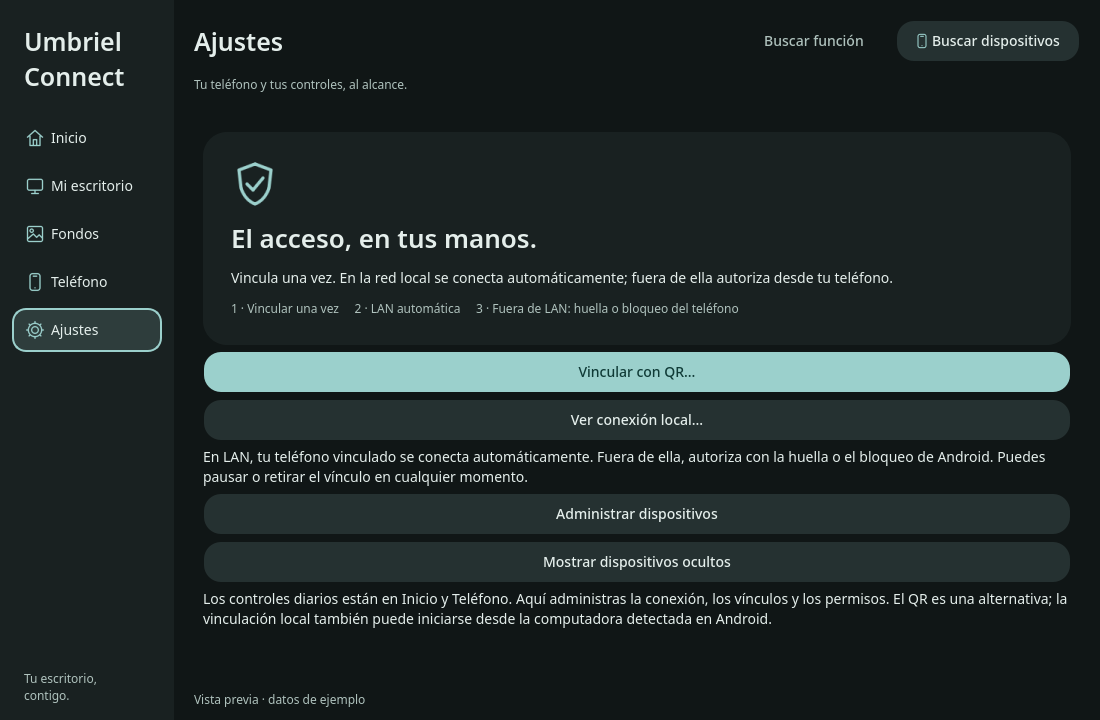 Umbriel
Connect
Inicio
Mi escritorio
Fondos
Teléfono
Ajustes
Tu escritorio,
contigo.
Ajustes
Buscar función
Buscar dispositivos
Tu teléfono y tus controles, al alcance.
El acceso, en tus manos.
Vincula una vez. En la red local se conecta automáticamente; fuera de ella autoriza desde tu teléfono.
1 · Vincular una vez 2 · LAN automática 3 · Fuera de LAN: huella o bloqueo del teléfono
Vincular con QR...
Ver conexión local...
En LAN, tu teléfono vinculado se conecta automáticamente. Fuera de ella, autoriza con la huella o el bloqueo de Android. Puedes
pausar o retirar el vínculo en cualquier momento.
Administrar dispositivos
Mostrar dispositivos ocultos
Los controles diarios están en Inicio y Teléfono. Aquí administras la conexión, los vínculos y los permisos. El QR es una alternativa; la
vinculación local también puede iniciarse desde la computadora detectada en Android.
Vista previa · datos de ejemplo